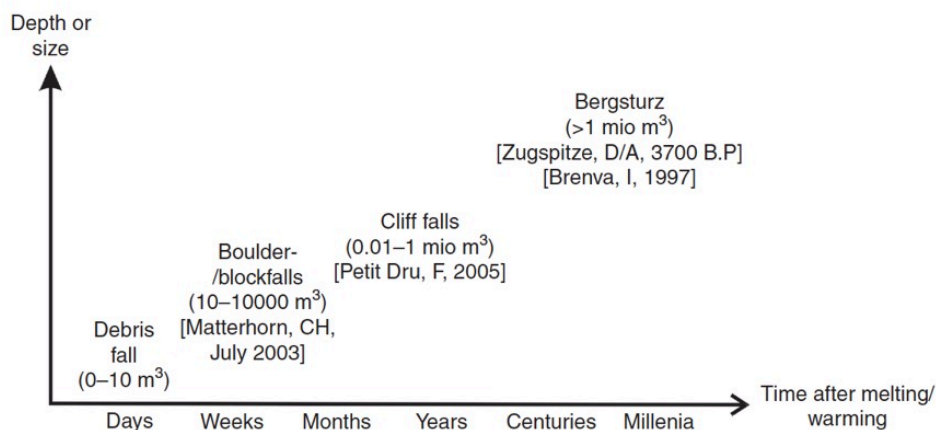 Depth or
size
Bergsturz
(>1 mio m³)
[Zugspitze, D/A, 3700 B.P]
[Brenva, I, 1997]
Cliff falls
(0.01–1 mio m³)
[Petit Dru, F, 2005]
Boulder-
/blockfalls
(10–10000 m³)
[Matterhorn, CH,
July 2003]
Debris
fall
(0–10 m³)
Days Weeks Months Years Centuries Millenia
Time after melting/
warming